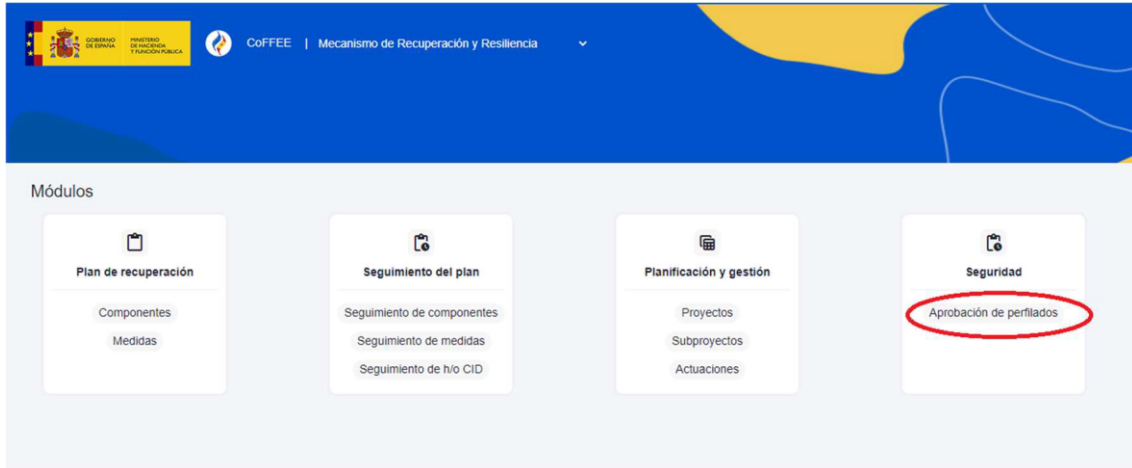 GOBIERNO
DE ESPAÑA
MINISTERIO
DE HACIENDA
Y FUNCIÓN PÚBLICA
CoFFEE | Mecanismo de Recuperación y Resiliencia
Módulos
Plan de recuperación
Componentes
Medidas
Seguimiento del plan
Seguimiento de componentes
Seguimiento de medidas
Seguimiento de h/o CID
Planificación y gestión
Proyectos
Subproyectos
Actuaciones
Seguridad
Aprobación de perfilados